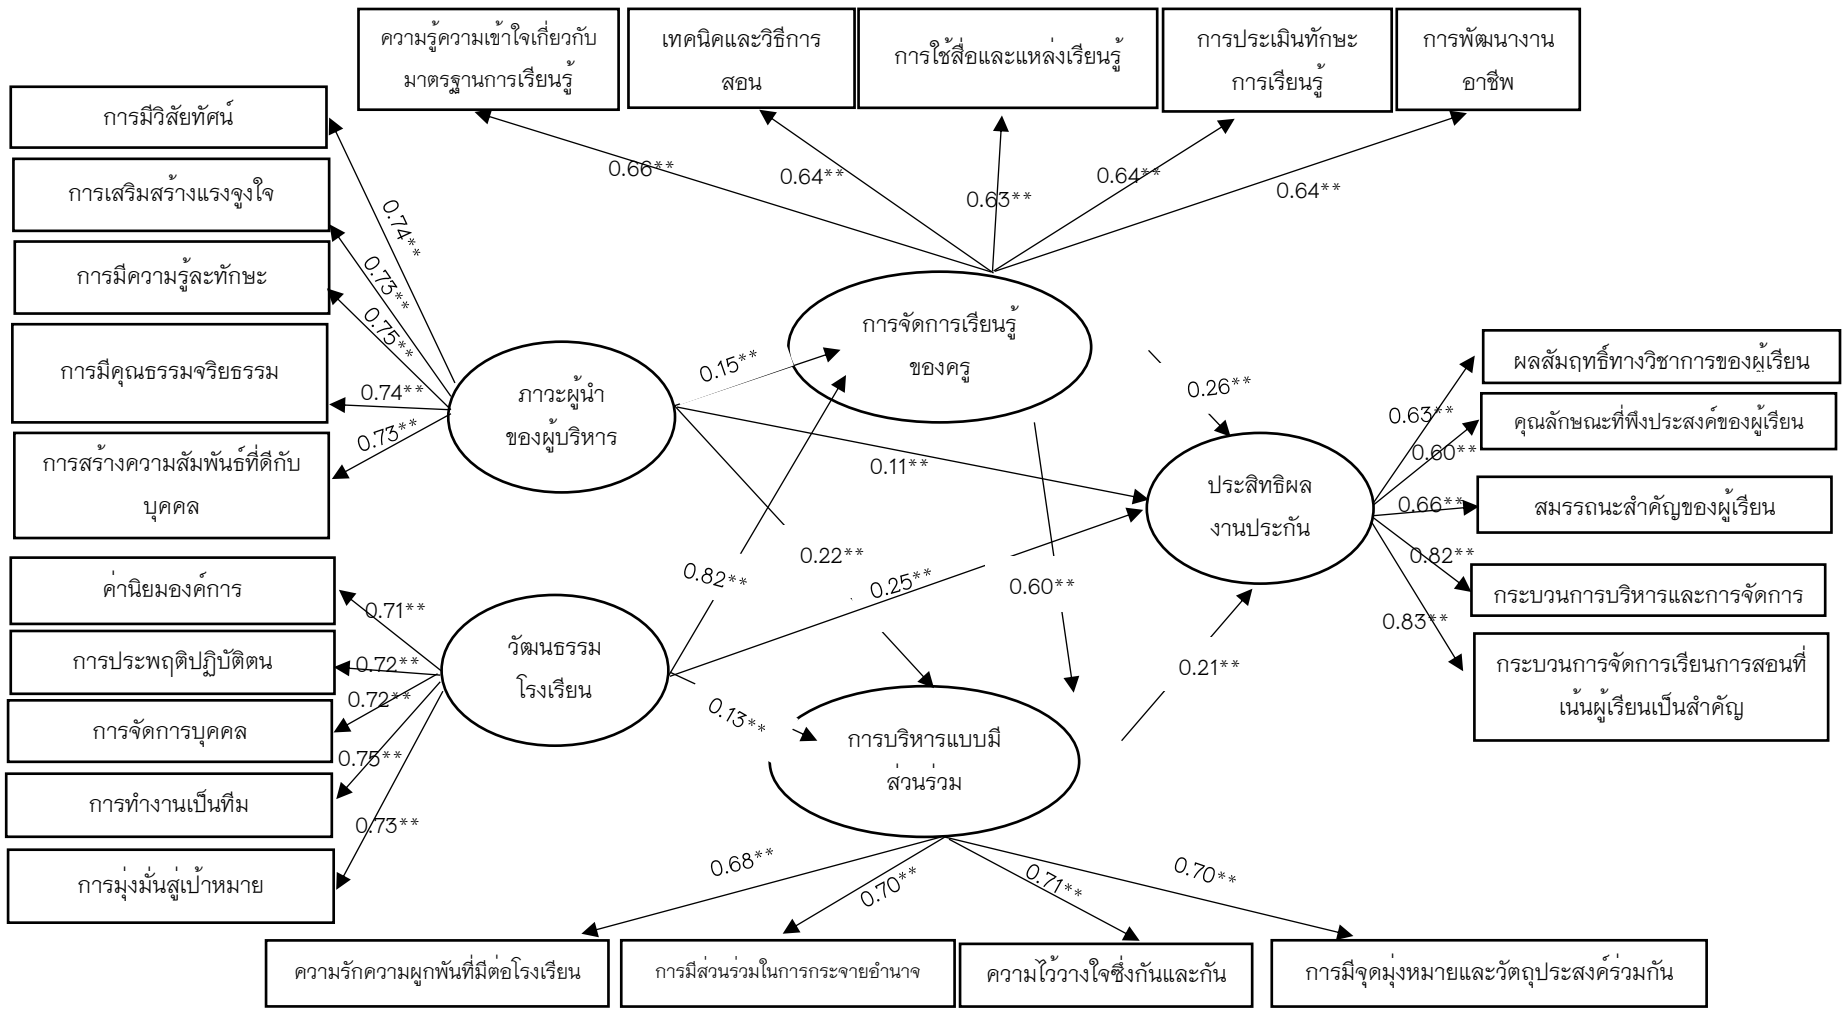 ความรู้ความเข้าใจเกี่ยวกับ
มาตรฐานการเรียนรู้
เทคนิคและวิธีการ
สอน
การใช้สื่อและแหล่งเรียนรู้
การประเมินทักษะ
การเรียนรู้
การพัฒนางาน
อาชีพ
การมีวิสัยทัศน์
การเสริมสร้างแรงจูงใจ
การมีความรู้ละทักษะ
การมีคุณธรรมจริยธรรม
การสร้างความสัมพันธ์ที่ดีกับ
บุคคล
0.66**
0.64**
0.63**
0.64**
0.64**
0.74**
0.73**
0.75**
0.74**
0.73**
ภาวะผู้นำ
ของผู้บริหาร
0.15**
การจัดการเรียนรู้
ของครู
0.26**
0.11**
0.22**
0.82**
0.25**
0.60**
ประสิทธิผล
งานประกัน
0.63**
0.60**
0.66**
0.82**
0.83**
ผลสัมฤทธิ์ทางวิชาการของผู้เรียน
คุณลักษณะที่พึงประสงค์ของผู้เรียน
สมรรถนะสำคัญของผู้เรียน
กระบวนการบริหารและการจัดการ
กระบวนการจัดการเรียนการสอนที่
เน้นผู้เรียนเป็นสำคัญ
ค่านิยมองค์การ
การประพฤติปฏิบัติตน
การจัดการบุคคล
การทำงานเป็นทีม
การมุ่งมั่นสู่เป้าหมาย
0.71**
0.72**
0.72**
0.75**
0.73**
วัฒนธรรม
โรงเรียน
0.13**
0.21**
การบริหารแบบมี
ส่วนร่วม
0.68**
0.70**
0.71**
0.70**
ความรักความผูกพันที่มีต่อโรงเรียน
การมีส่วนร่วมในการกระจายอำนาจ
ความไว้วางใจซึ่งกันและกัน
การมีจุดมุ่งหมายและวัตถุประสงค์ร่วมกัน